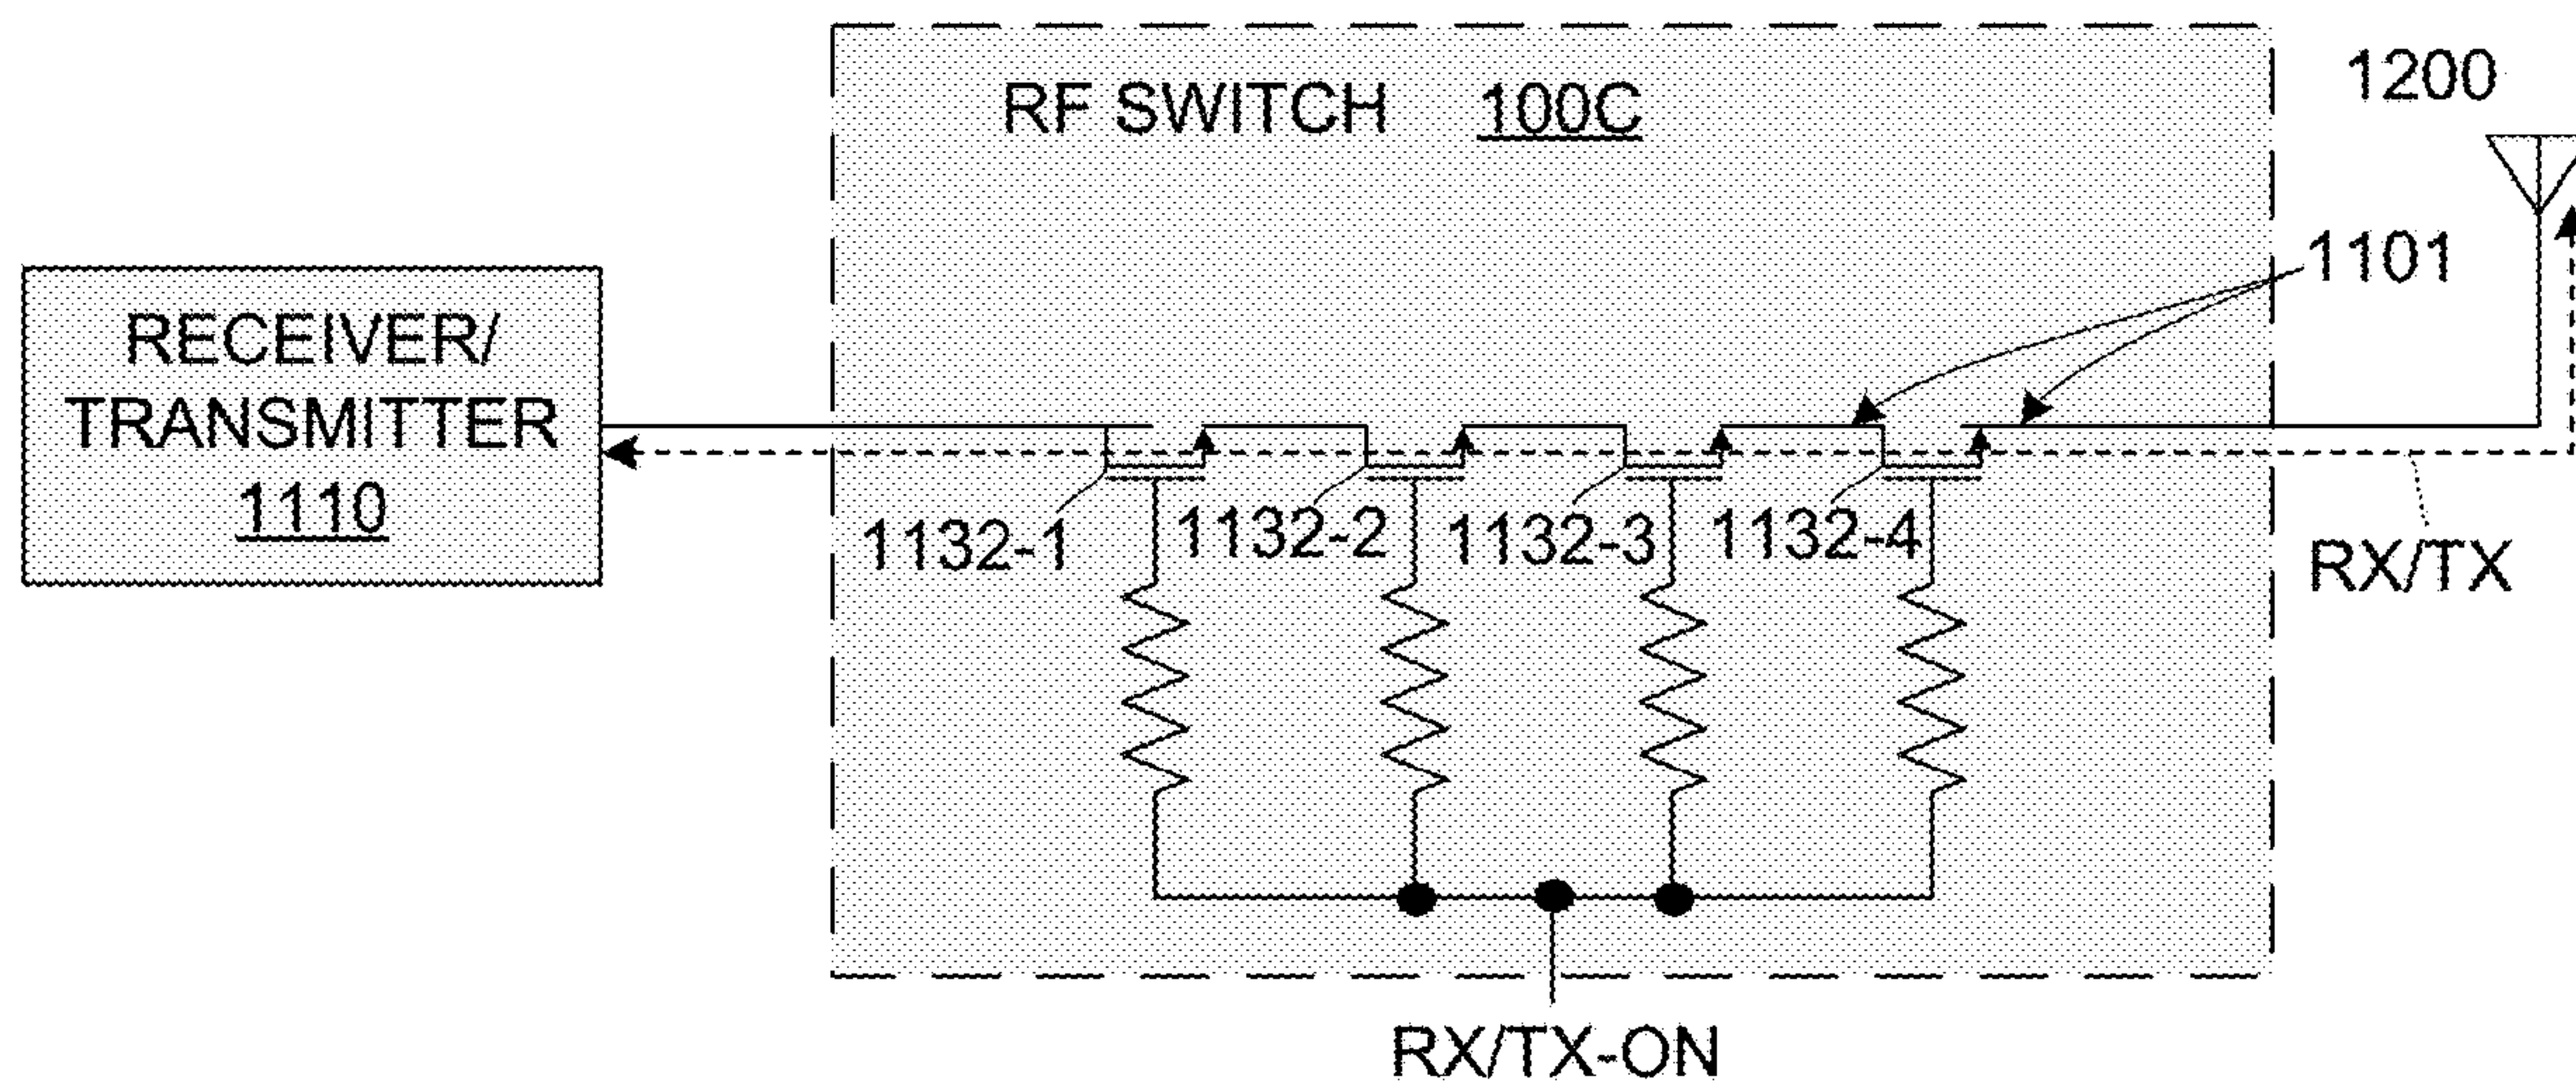 RF SWITCH 100C
1200
1101
RECEIVER/
TRANSMITTER
1110
1132-1
1132-2
1132-3
1132-4
RX/TX
RX/TX-ON